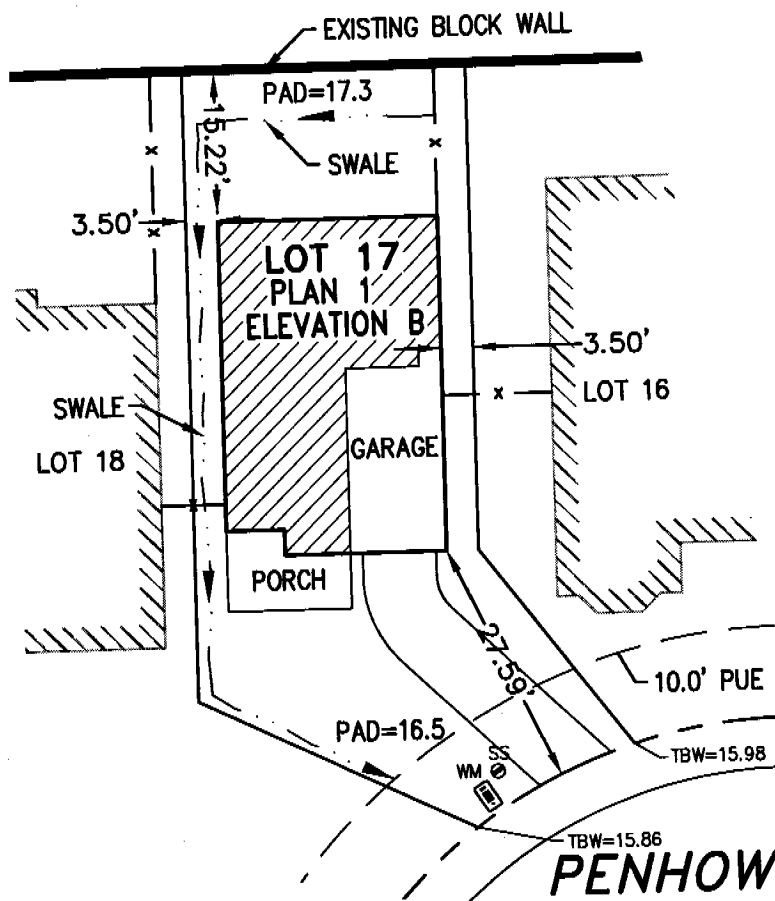 EXISTING BLOCK WALL
PAD=17.3
15.22'
SWALE
3.50'
LOT 17
PLAN 1
ELEVATION B
3.50'
LOT 16
SWALE
LOT 18
GARAGE
PORCH
27.59'
10.0' PUE
PAD=16.5
SS
WM
TBW=15.98
TBW=15.86
PENHOW